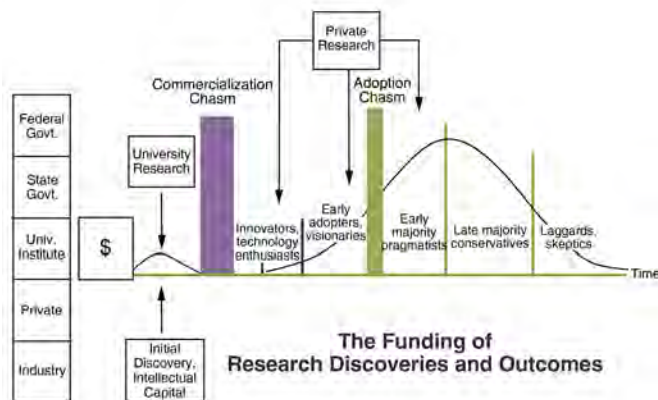 Private
Research
Commercialization
Chasm
Adoption
Chasm
Federal
Govt.
State
Govt.
Univ.
Institute
Private
Industry
$
University
Research
Innovators,
technology
enthusiasts
Early
adopters,
visionaries
Early
majority
pragmatists
Late majority
conservatives
Laggards,
skeptics
Time
Initial
Discovery,
Intellectual
Capital
The Funding of
Research Discoveries and Outcomes